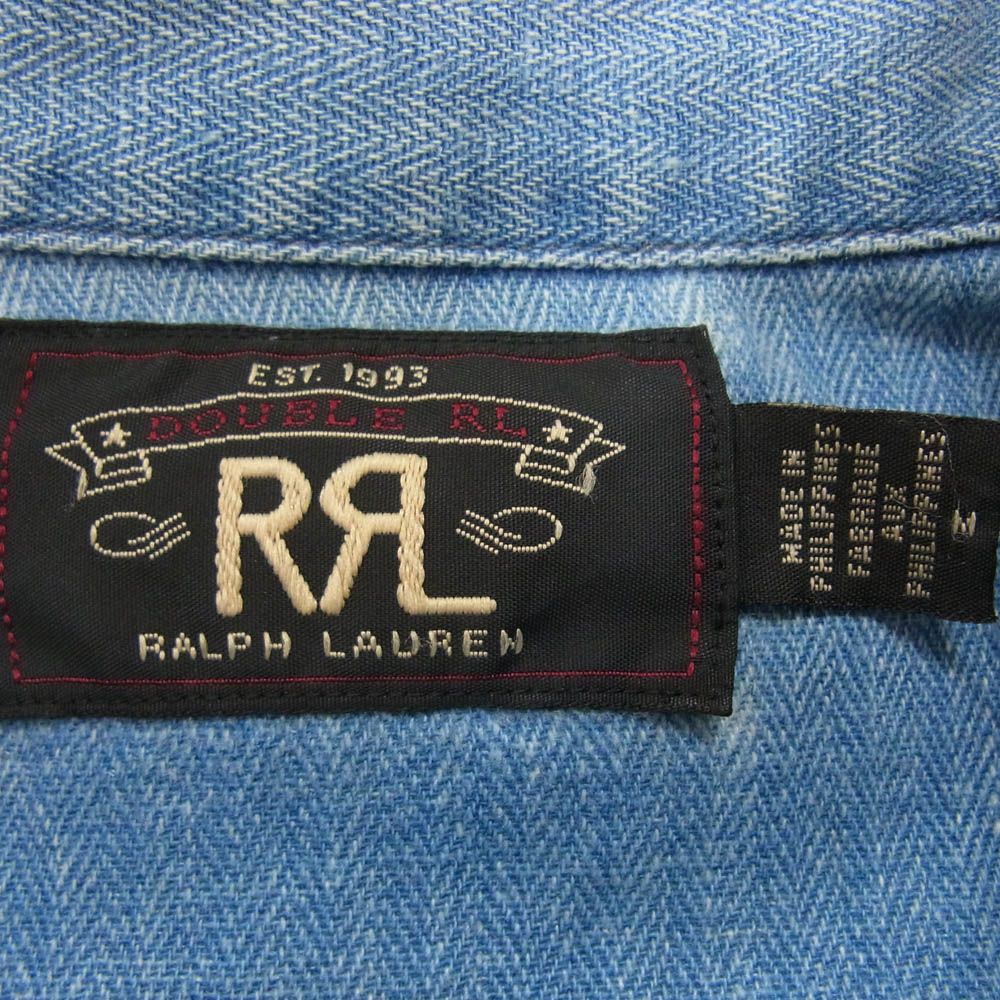 EST. 1993
DOUBLE RL
RRL
RALPH LAUREN
MADE IN
PHILIPPINES
FABRIQUE
AUX
PHILIPPINES
M